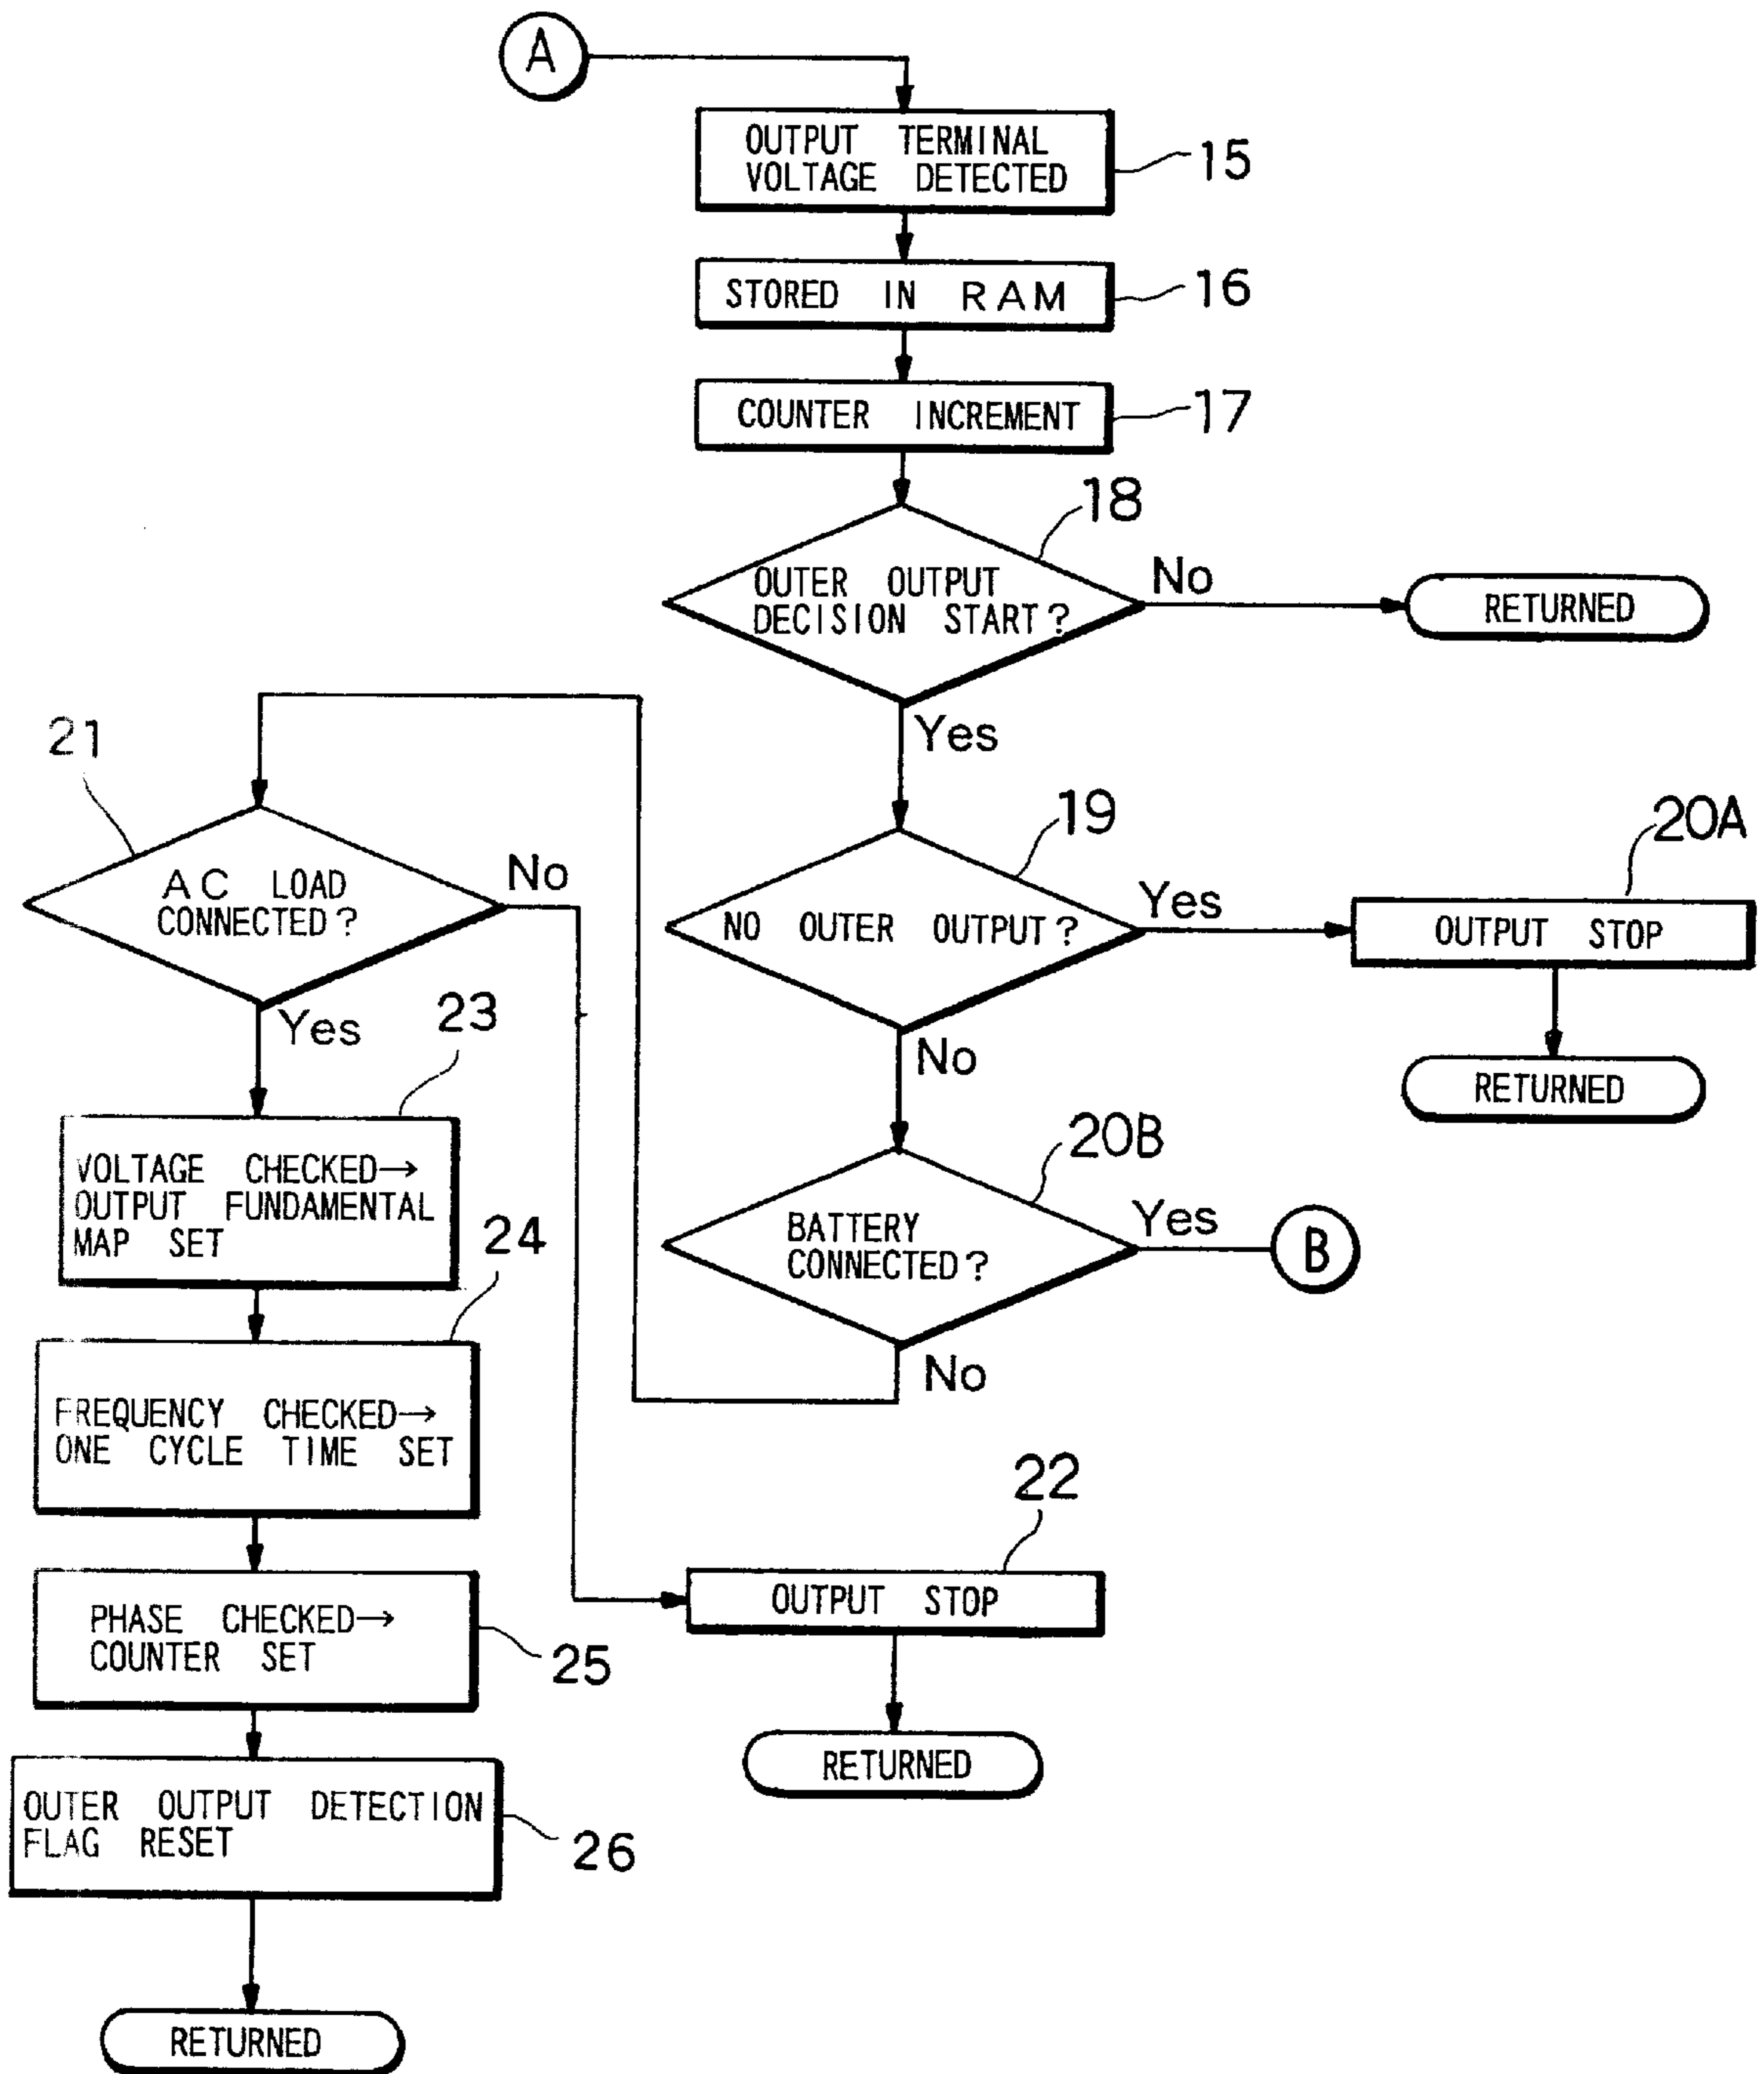 A
OUTPUT TERMINAL
VOLTAGE DETECTED
15
STORED IN RAM
16
COUNTER INCREMENT
17
18
OUTER OUTPUT
DECISION START?
No
RETURNED
Yes
19
NO OUTER OUTPUT?
Yes
20A
OUTPUT STOP
RETURNED
No
20B
BATTERY
CONNECTED?
Yes
B
No
21
AC LOAD
CONNECTED?
No
22
OUTPUT STOP
RETURNED
Yes
23
VOLTAGE CHECKED→
OUTPUT FUNDAMENTAL
MAP SET
24
FREQUENCY CHECKED→
ONE CYCLE TIME SET
PHASE CHECKED→
COUNTER SET
25
OUTER OUTPUT DETECTION
FLAG RESET
26
RETURNED